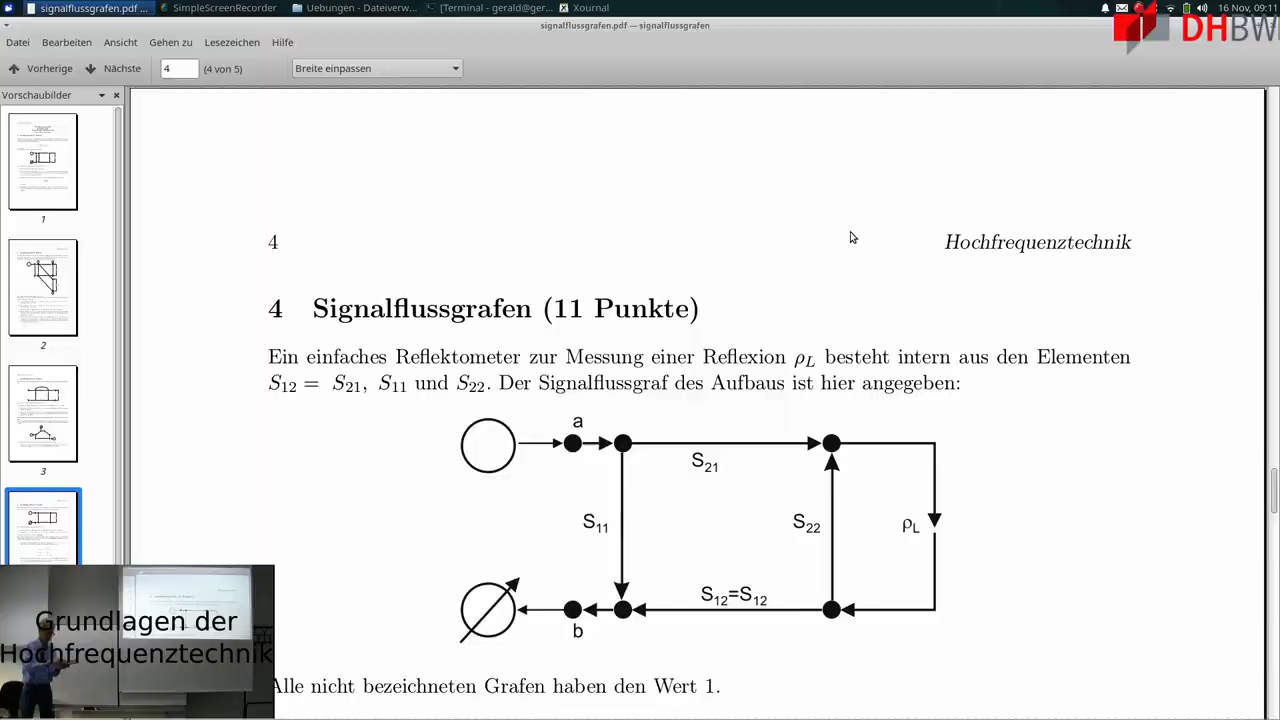 signalflussgrafen.pdf ...
SimpleScreenRecorder
Uebungen - Dateiverw...
[Terminal - gerald@ger...
Xournal
16 Nov, 09:11
signalflussgrafen.pdf — signalflussgrafen
DHBW
Datei Bearbeiten Ansicht Gehen zu Lesezeichen Hilfe
Vorherige Nächste 4 (4 von 5) Breite einpassen
Vorschaubilder
1
2
3
4 Hochfrequenztechnik
4 Signalflussgrafen (11 Punkte)
Ein einfaches Reflektometer zur Messung einer Reflexion ρL besteht intern aus den Elementen
S12 = S21, S11 und S22. Der Signalflussgraf des Aufbaus ist hier angegeben:
a
S21
S11
S22
ρL
S12=S12
b
Alle nicht bezeichneten Grafen haben den Wert 1.
Grundlagen der
Hochfrequenztechnik